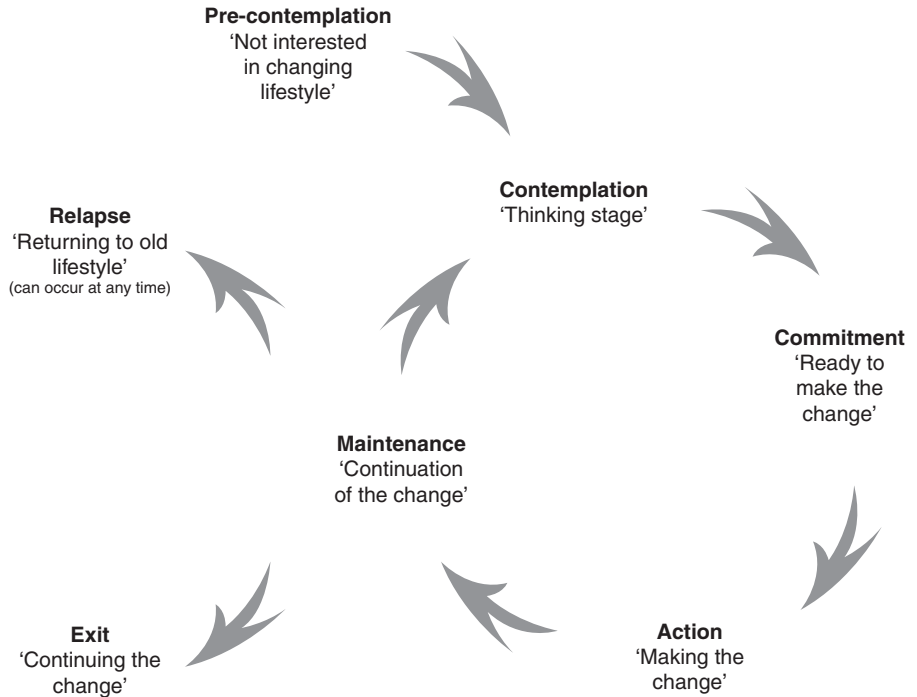 Pre-contemplation
‘Not interested
in changing
lifestyle’
Contemplation
‘Thinking stage’
Relapse
‘Returning to old
lifestyle’
(can occur at any time)
Commitment
‘Ready to
make the
change’
Maintenance
‘Continuation
of the change’
Action
‘Making the
change’
Exit
‘Continuing the
change’